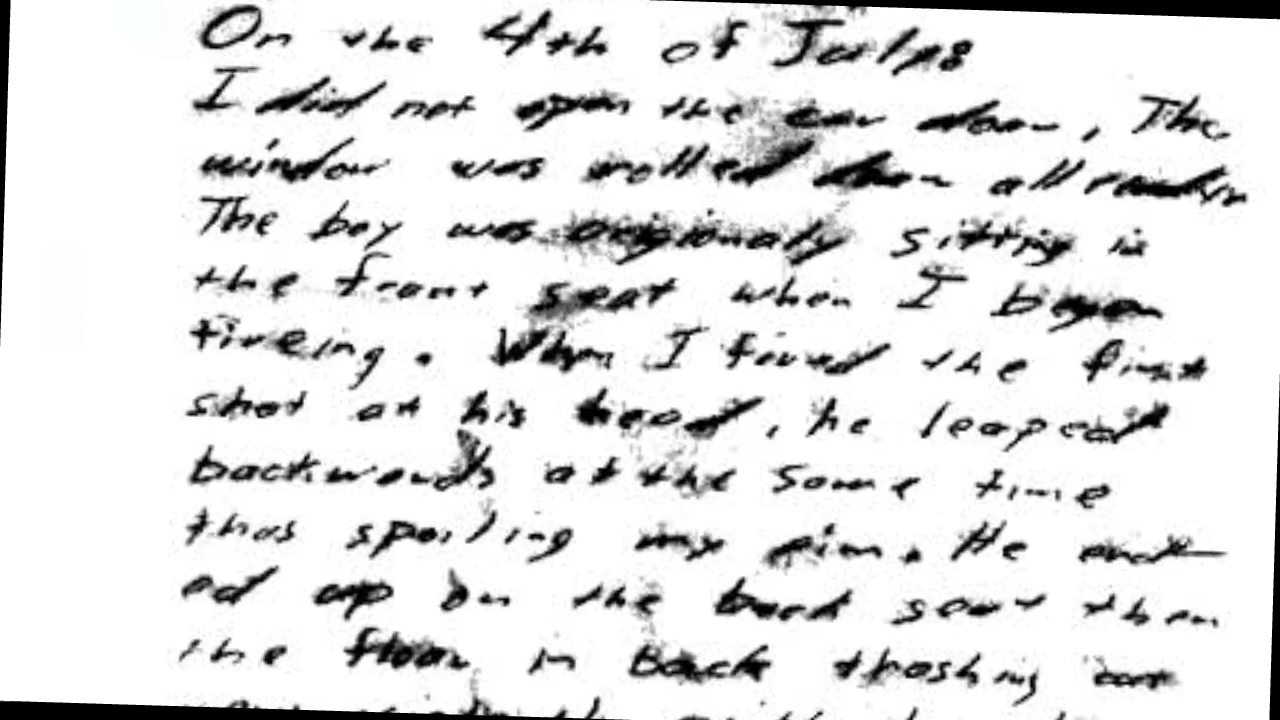 On the 4th of July:
I did not open the car door, The
window was rolled down all ready
The boy was origionaly sitting in
the front seat when I began
fireing. When I fired the first
shot at his head, he leaped
backwards at the same time
thus spoiling my aim. He end-
ed up on the back seat then
the floor in back thashing out